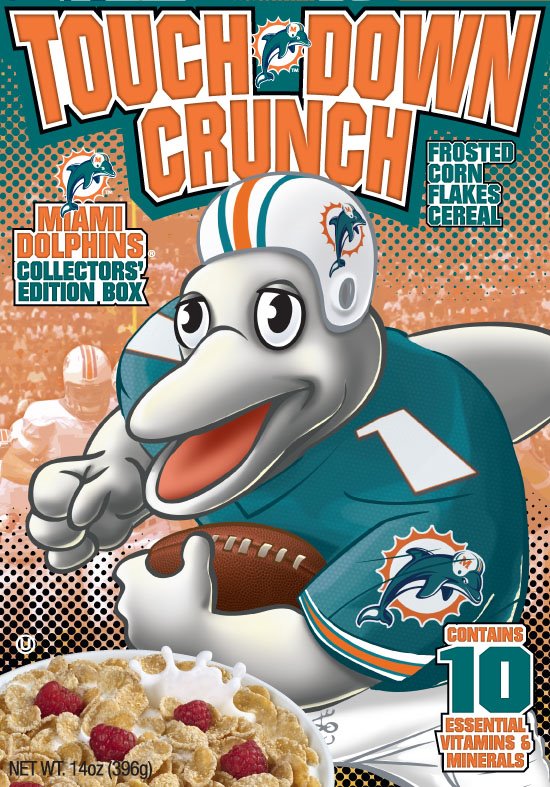 TOUCH DOWN
CRUNCH
FROSTED
CORN
FLAKES
CEREAL
MIAMI
DOLPHINS®
COLLECTORS'
EDITION BOX
1
CONTAINS
10
ESSENTIAL
VITAMINS &
MINERALS
U
NET WT. 14oz (396g)